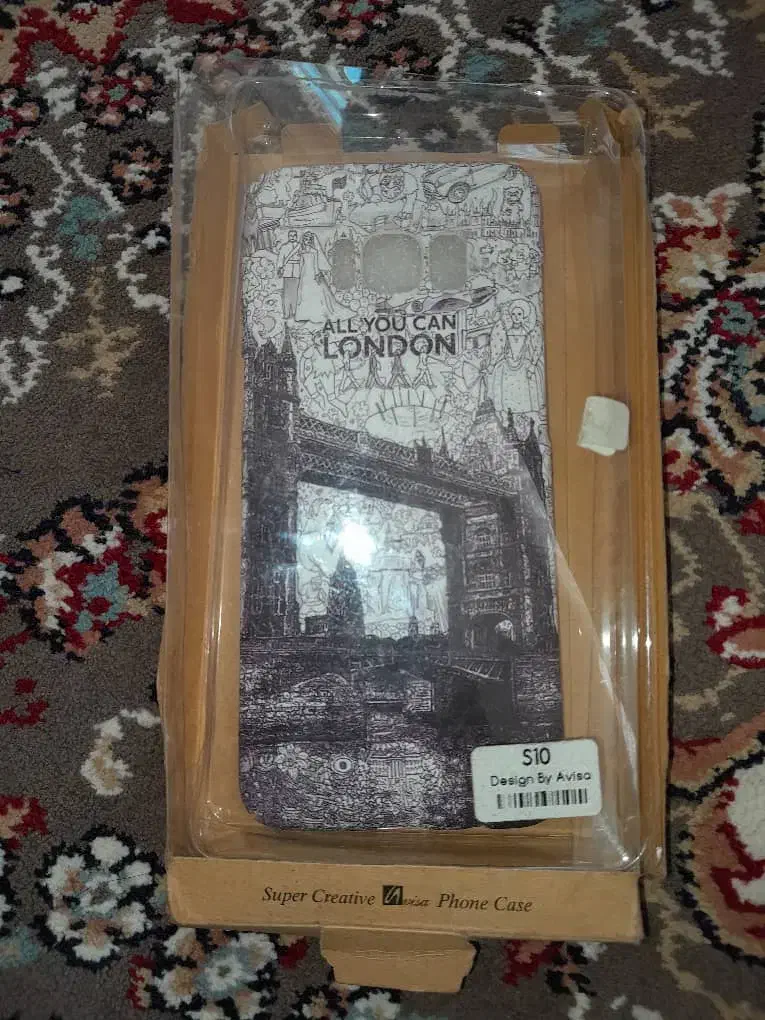 ALL YOU CAN
LONDON
S10
Design By Avisa
Super Creative Avisa Phone Case